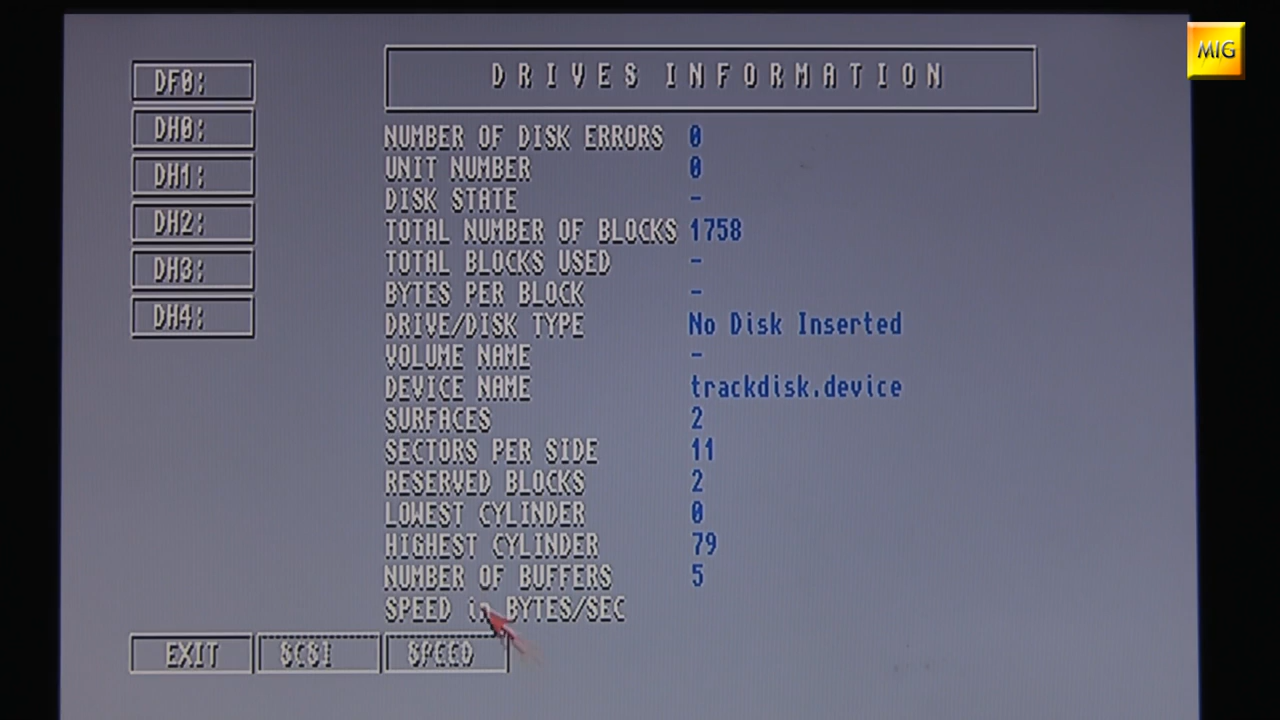 MIG
DRIVES INFORMATION
DF0:
DH0:
DH1:
DH2:
DH3:
DH4:
NUMBER OF DISK ERRORS 0
UNIT NUMBER 0
DISK STATE -
TOTAL NUMBER OF BLOCKS 1758
TOTAL BLOCKS USED -
BYTES PER BLOCK -
DRIVE/DISK TYPE No Disk Inserted
VOLUME NAME -
DEVICE NAME trackdisk.device
SURFACES 2
SECTORS PER SIDE 11
RESERVED BLOCKS 2
LOWEST CYLINDER 0
HIGHEST CYLINDER 79
NUMBER OF BUFFERS 5
SPEED in BYTES/SEC
EXIT SCSI SPEED